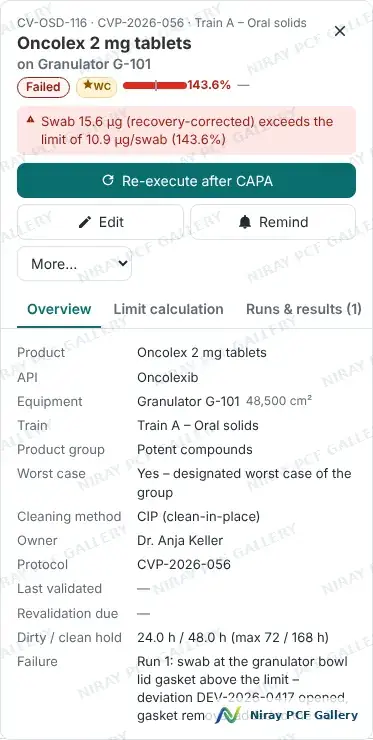 CV-OSD-116 · CVP-2026-056 · Train A – Oral solids
Oncolex 2 mg tablets
on Granulator G-101
Failed
★WC
143.6% —
Swab 15.6 µg (recovery-corrected) exceeds the
limit of 10.9 µg/swab (143.6%)
Re-execute after CAPA
Edit
Remind
More...
Overview
Limit calculation
Runs & results (1)
Product
Oncolex 2 mg tablets
API
Oncolexib
Equipment
Granulator G-101 48,500 cm²
Train
Train A – Oral solids
Product group
Potent compounds
Worst case
Yes – designated worst case of the
group
Cleaning method
CIP (clean-in-place)
Owner
Dr. Anja Keller
Protocol
CVP-2026-056
Last validated
—
Revalidation due
—
Dirty / clean hold
24.0 h / 48.0 h (max 72 / 168 h)
Failure
Run 1: swab at the granulator bowl
lid gasket above the limit –
deviation DEV-2026-0417 opened,
gasket
Niray PCF Gallery
NIRAY PCF GALLERY